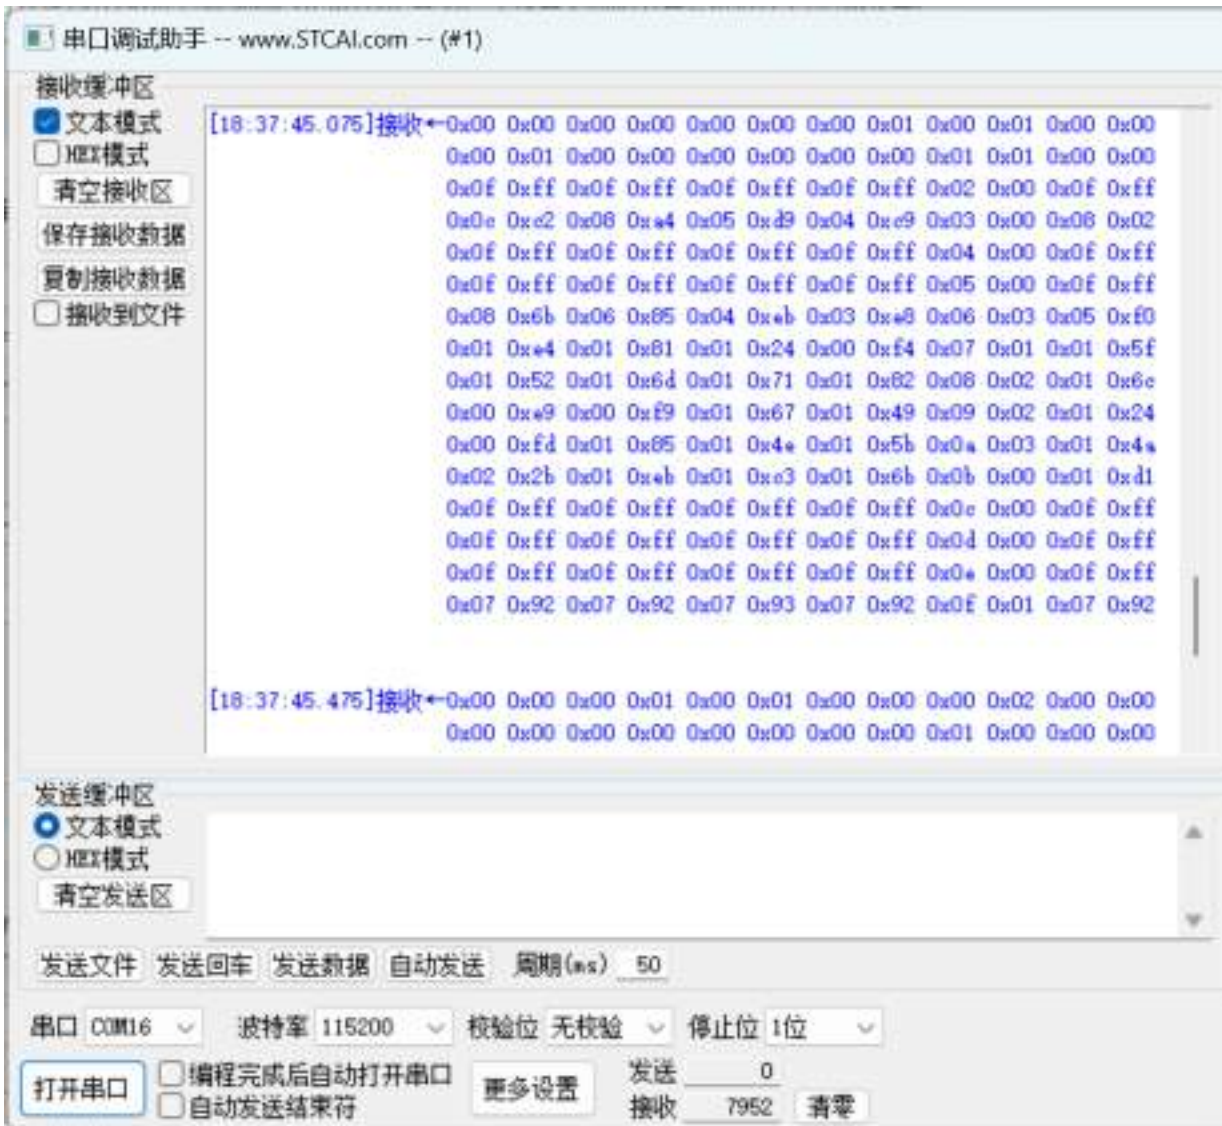 串口调试助手 -- www.STCAI.com -- (#1)
接收缓冲区
文本模式
HEX模式
清空接收区
保存接收数据
复制接收数据
接收到文件
[18:37:45.075]接收←0x00 0x00 0x00 0x00 0x00 0x00 0x00 0x01 0x00 0x01 0x00 0x00
0x00 0x01 0x00 0x00 0x00 0x00 0x00 0x00 0x01 0x01 0x00 0x00
0x0f 0xff 0x0f 0xff 0x0f 0xff 0x0f 0xff 0x02 0x00 0x0f 0xff
0x0c 0xc2 0x08 0xa4 0x05 0xd9 0x04 0xc9 0x03 0x00 0x08 0x02
0x0f 0xff 0x0f 0xff 0x0f 0xff 0x0f 0xff 0x04 0x00 0x0f 0xff
0x0f 0xff 0x0f 0xff 0x0f 0xff 0x0f 0xff 0x05 0x00 0x0f 0xff
0x08 0x6b 0x06 0x85 0x04 0xeb 0x03 0xe8 0x06 0x03 0x05 0xf0
0x01 0xe4 0x01 0x81 0x01 0x24 0x00 0xf4 0x07 0x01 0x01 0x5f
0x01 0x52 0x01 0x6d 0x01 0x71 0x01 0x82 0x08 0x02 0x01 0x6c
0x00 0xe9 0x00 0xf9 0x01 0x67 0x01 0x49 0x09 0x02 0x01 0x24
0x00 0xfd 0x01 0x85 0x01 0x4e 0x01 0x5b 0x0a 0x03 0x01 0x4a
0x02 0x2b 0x01 0xeb 0x01 0xc3 0x01 0x6b 0x0b 0x00 0x01 0xd1
0x0f 0xff 0x0f 0xff 0x0f 0xff 0x0f 0xff 0x0c 0x00 0x0f 0xff
0x0f 0xff 0x0f 0xff 0x0f 0xff 0x0f 0xff 0x0d 0x00 0x0f 0xff
0x0f 0xff 0x0f 0xff 0x0f 0xff 0x0f 0xff 0x0e 0x00 0x0f 0xff
0x07 0x92 0x07 0x92 0x07 0x93 0x07 0x92 0x0f 0x01 0x07 0x92
[18:37:45.475]接收←0x00 0x00 0x00 0x01 0x00 0x01 0x00 0x00 0x00 0x02 0x00 0x00
0x00 0x00 0x00 0x00 0x00 0x00 0x00 0x00 0x01 0x00 0x00 0x00
发送缓冲区
文本模式
HEX模式
清空发送区
发送文件 发送回车 发送数据 自动发送 周期(ms) 50
串口 COM16 波特率 115200 校验位 无校验 停止位 1位
打开串口 编程完成后自动打开串口 更多设置 发送 0
自动发送结束符 接收 7952 清零